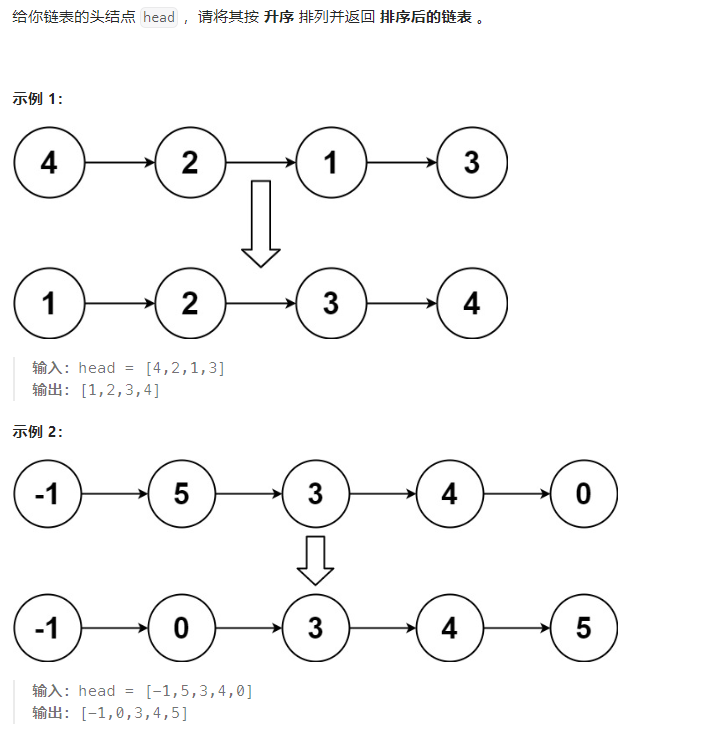 给你链表的头结点 head ，请将其按 升序 排列并返回 排序后的链表 。
示例 1：
4 2 1 3
1 2 3 4
输入：head = [4,2,1,3]
输出：[1,2,3,4]
示例 2：
-1 5 3 4 0
-1 0 3 4 5
输入：head = [-1,5,3,4,0]
输出：[-1,0,3,4,5]